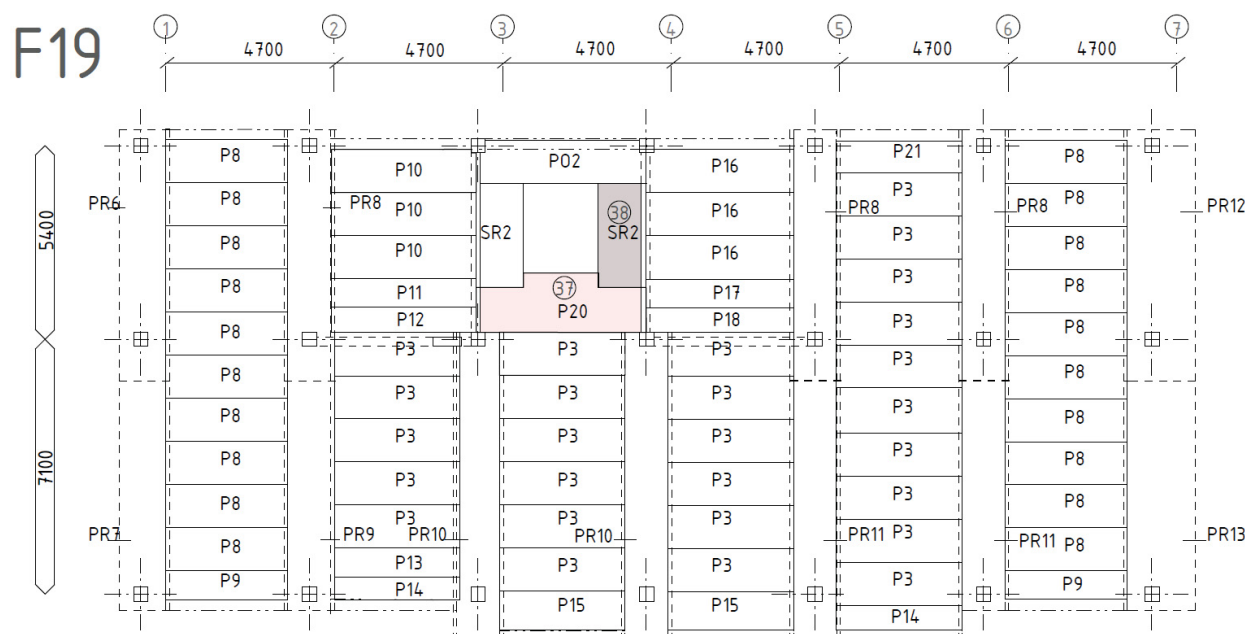 F19
1 2 3 4 5 6 7
4700 4700 4700 4700 4700 4700
P8 P10 P02 P16 P21 P8
P8 P10 38 P16 P3 P8
PR6 PR8 PR8 PR8 PR12
5400 P8 P10 SR2 SR2 P16 P3 P8
P8 P11 37 P17 P3 P8
P8 P12 P20 P18 P3 P8
P8 P3 P3 P3 P3 P8
P8 P3 P3 P3 P3 P8
P8 P3 P3 P3 P3 P8
7100 P8 P3 P3 P3 P3 P8
P8 P3 P3 P3 P3 P8
PR7 PR9 PR10 PR10 PR11 PR11 PR13
P9 P13 P3 P3 P3 P9
P14 P15 P15 P14